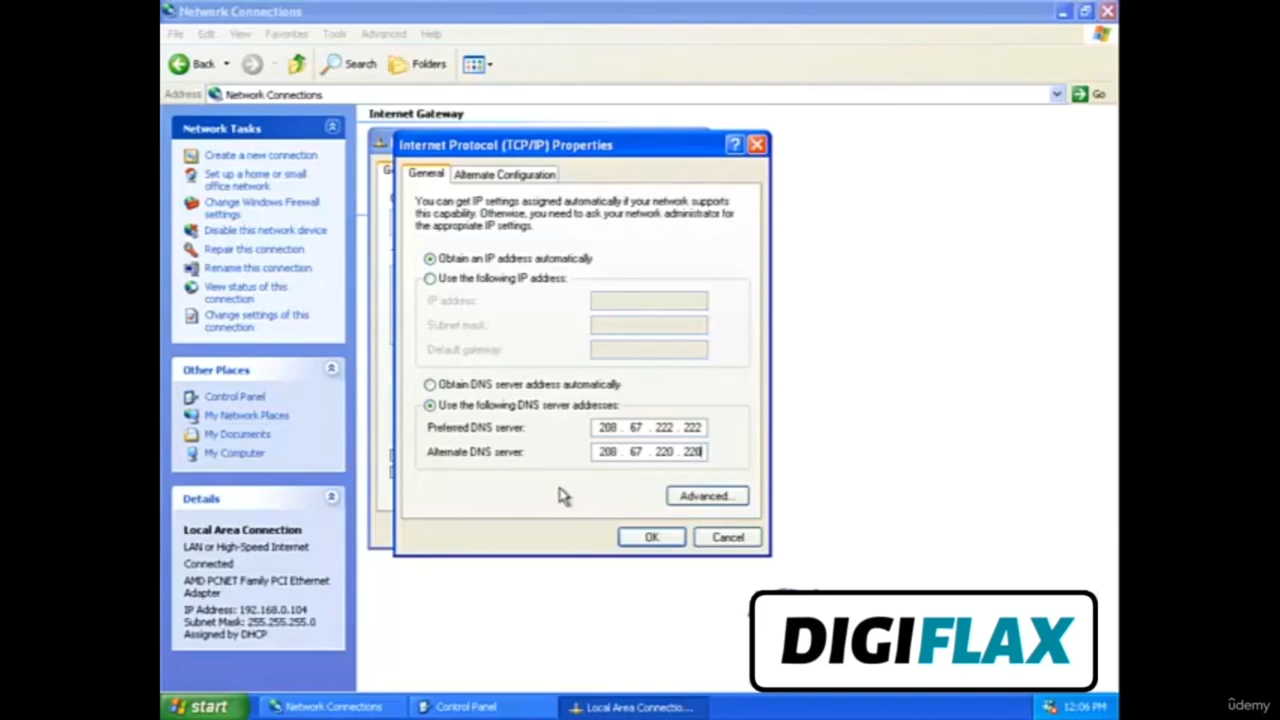 Network Connections
File Edit View Favorites Tools Advanced Help
Back Search Folders
Address Network Connections Go
Internet Gateway
Network Tasks
Create a new connection
Set up a home or small
office network
Change Windows Firewall
settings
Disable this network device
Repair this connection
Rename this connection
View status of this
connection
Change settings of this
connection
Other Places
Control Panel
My Network Places
My Documents
My Computer
Details
Local Area Connection
LAN or High-Speed Internet
Connected
AMD PCNET Family PCI Ethernet
Adapter
IP Address: 192.168.0.104
Subnet Mask: 255.255.255.0
Assigned by DHCP
Internet Protocol (TCP/IP) Properties
General Alternate Configuration
You can get IP settings assigned automatically if your network supports
this capability. Otherwise, you need to ask your network administrator for
the appropriate IP settings.
Obtain an IP address automatically
Use the following IP address:
IP address:
Subnet mask:
Default gateway:
Obtain DNS server address automatically
Use the following DNS server addresses:
Preferred DNS server: 208 . 67 . 222 . 222
Alternate DNS server: 208 . 67 . 220 . 220
Advanced...
OK Cancel
DIGIFLAX
start Network Connections Control Panel Local Area Connectio... 12:06 PM
ûdemy